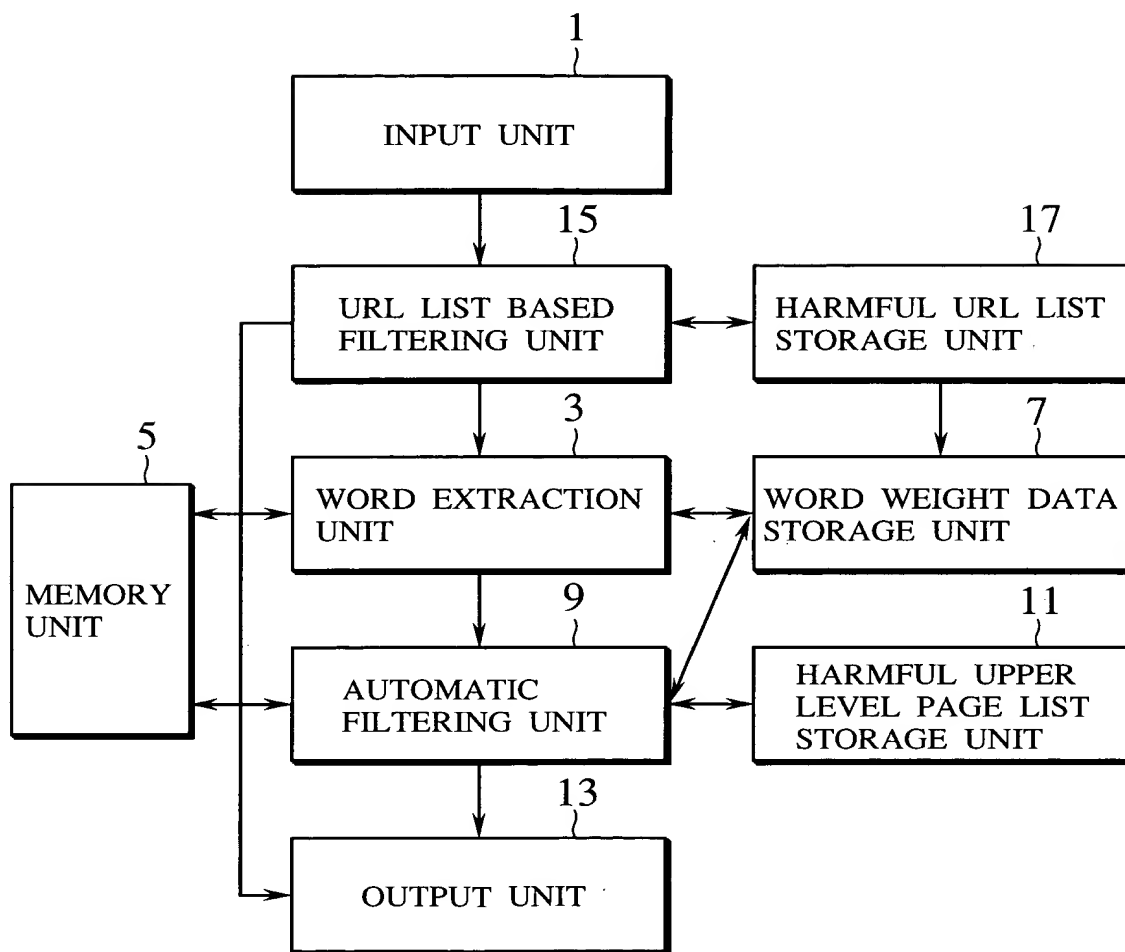 1
INPUT UNIT
15
URL LIST BASED
FILTERING UNIT
17
HARMFUL URL LIST
STORAGE UNIT
3
WORD EXTRACTION
UNIT
7
WORD WEIGHT DATA
STORAGE UNIT
5
MEMORY
UNIT
9
AUTOMATIC
FILTERING UNIT
11
HARMFUL UPPER
LEVEL PAGE LIST
STORAGE UNIT
13
OUTPUT UNIT